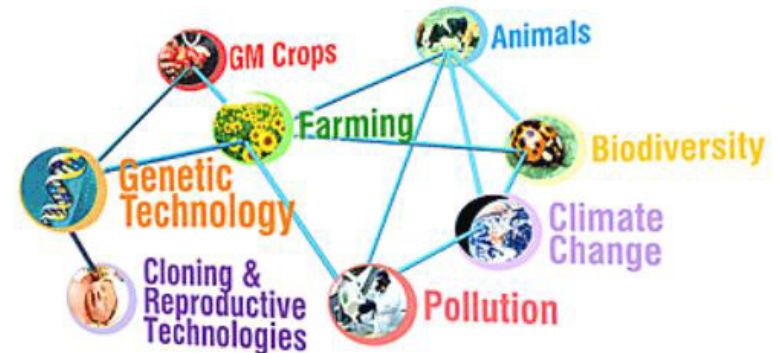 GM Crops
Animals
Farming
Biodiversity
Genetic
Technology
Climate
Change
Cloning &
Reproductive
Technologies
Pollution